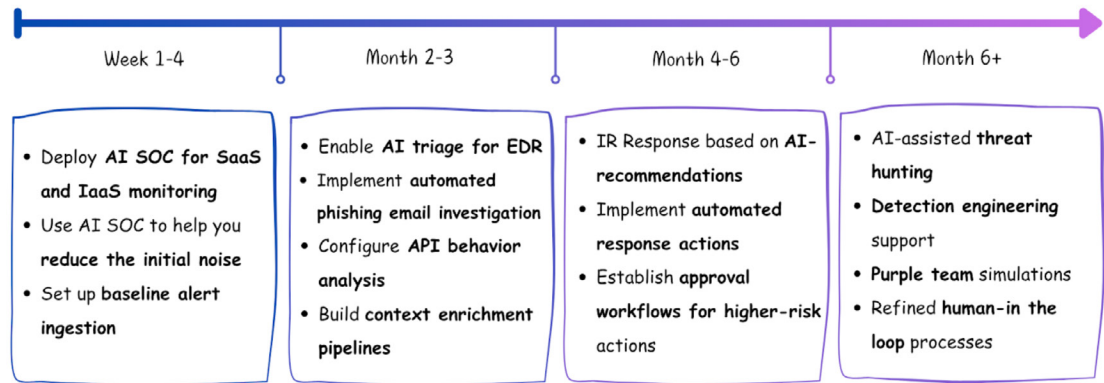 Week 1-4
Month 2-3
Month 4-6
Month 6+
• Deploy AI SOC for SaaS
and IaaS monitoring
• Use AI SOC to help you
reduce the initial noise
• Set up baseline alert
ingestion
• Enable AI triage for EDR
• Implement automated
phishing email investigation
• Configure API behavior
analysis
• Build context enrichment
pipelines
• IR Response based on AI-
recommendations
• Implement automated
response actions
• Establish approval
workflows for higher-risk
actions
• AI-assisted threat
hunting
• Detection engineering
support
• Purple team simulations
• Refined human-in the
loop processes